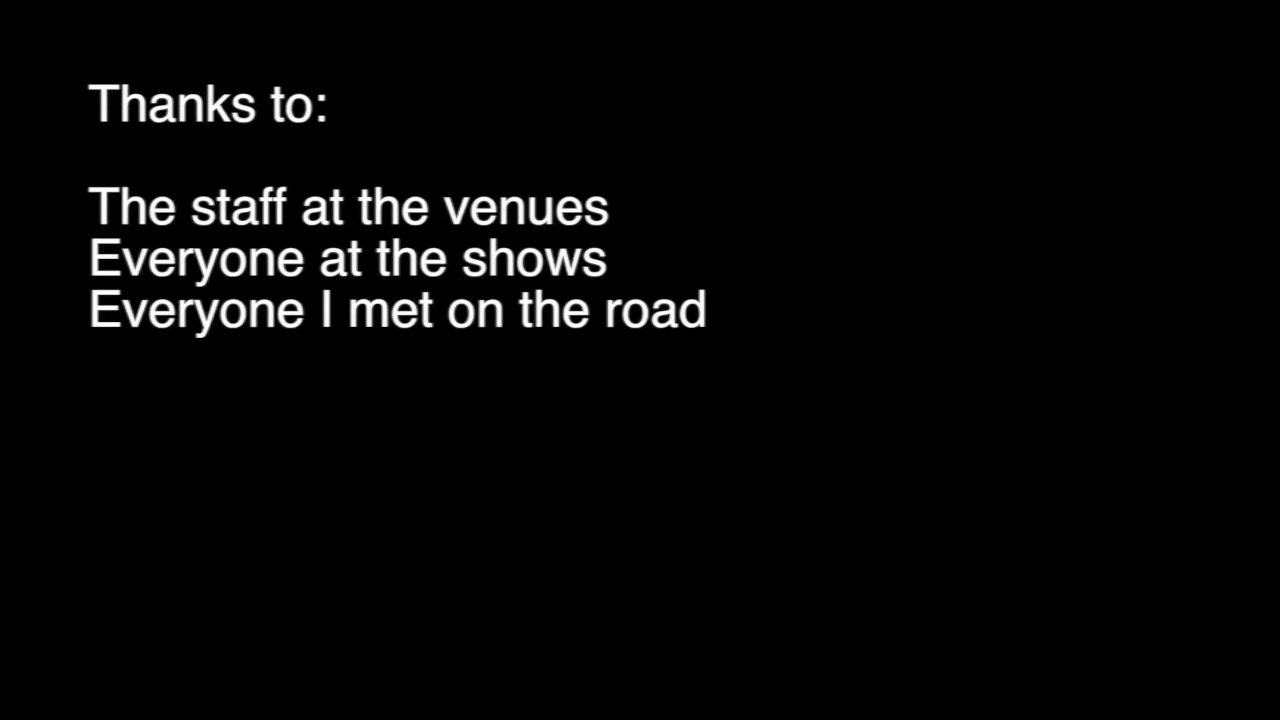 Thanks to:
The staff at the venues
Everyone at the shows
Everyone I met on the road